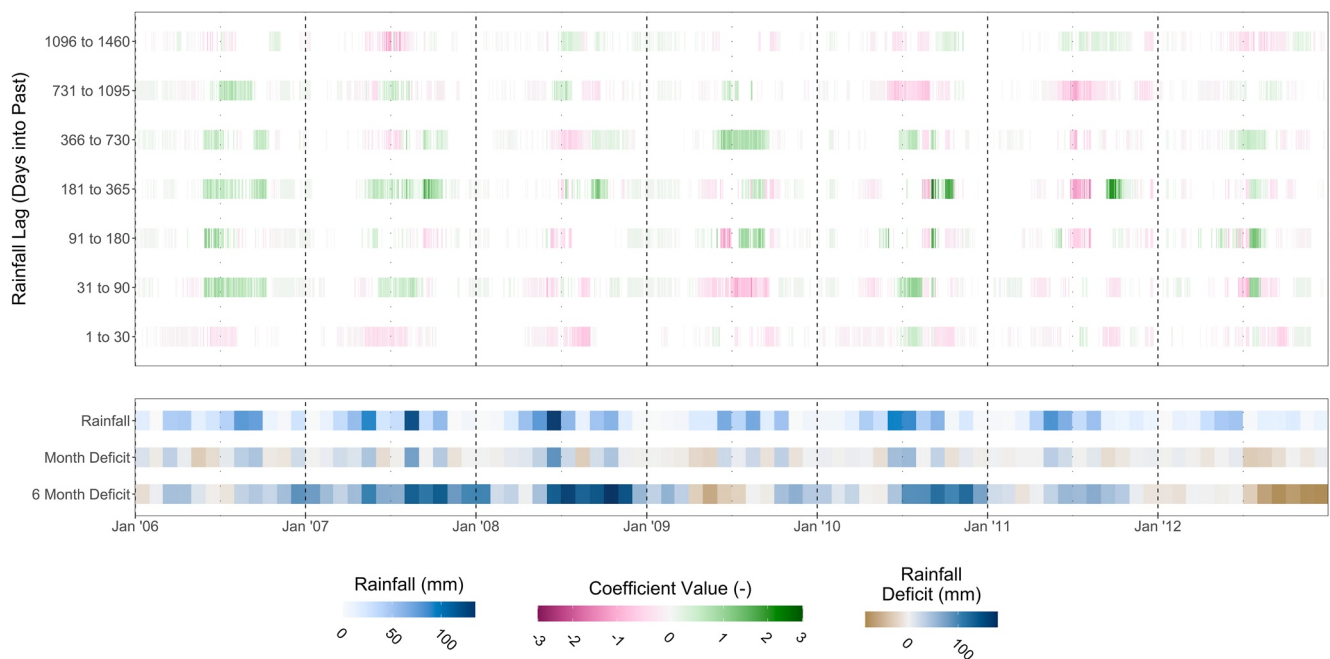 Rainfall Lag (Days into Past)
1096 to 1460
731 to 1095
366 to 730
181 to 365
91 to 180
31 to 90
1 to 30
Rainfall
Month Deficit
6 Month Deficit
Jan '06 Jan '07 Jan '08 Jan '09 Jan '10 Jan '11 Jan '12
Rainfall (mm)
0 50 100
Coefficient Value (-)
-3 -2 -1 0 1 2 3
Rainfall
Deficit (mm)
0 100